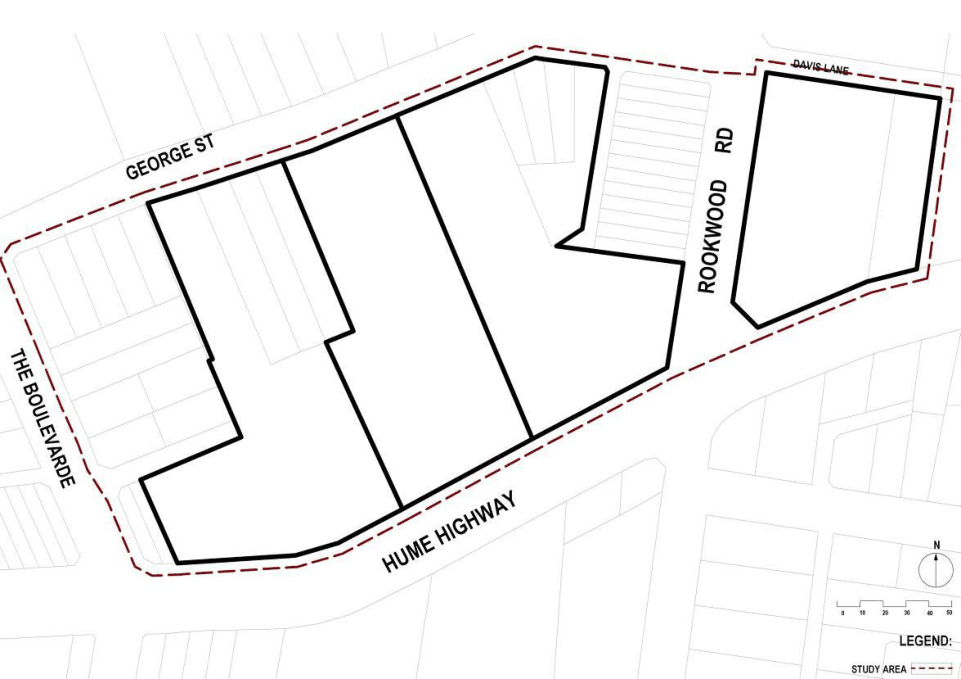 DAVIS LANE
GEORGE ST
ROOKWOOD RD
THE BOULEVARDE
HUME HIGHWAY
N
0 10 20 30 40 50
LEGEND:
STUDY AREA